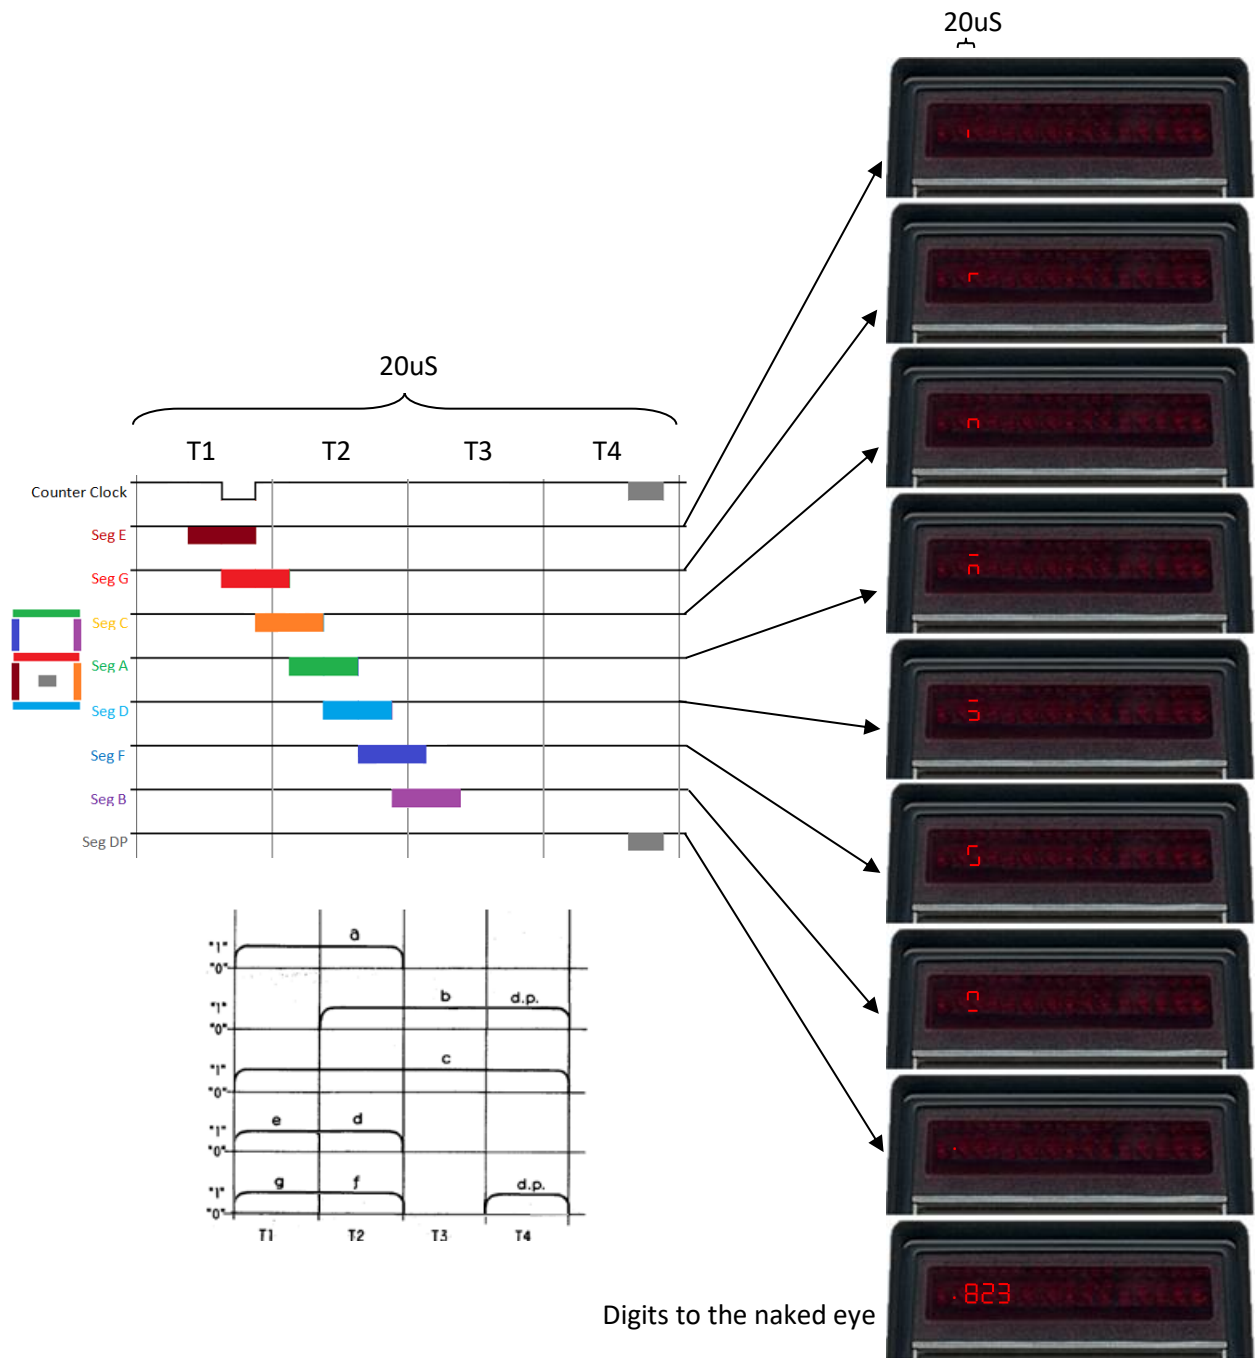 20uS
20uS
T1 T2 T3 T4
Counter Clock
Seg E
Seg G
Seg C
Seg A
Seg D
Seg F
Seg B
Seg DP
a
"1"
"0"
b d.p.
"1"
"0"
c
"1"
"0"
e d
"1"
"0"
g f d.p.
"1"
"0"
T1 T2 T3 T4
.823
Digits to the naked eye